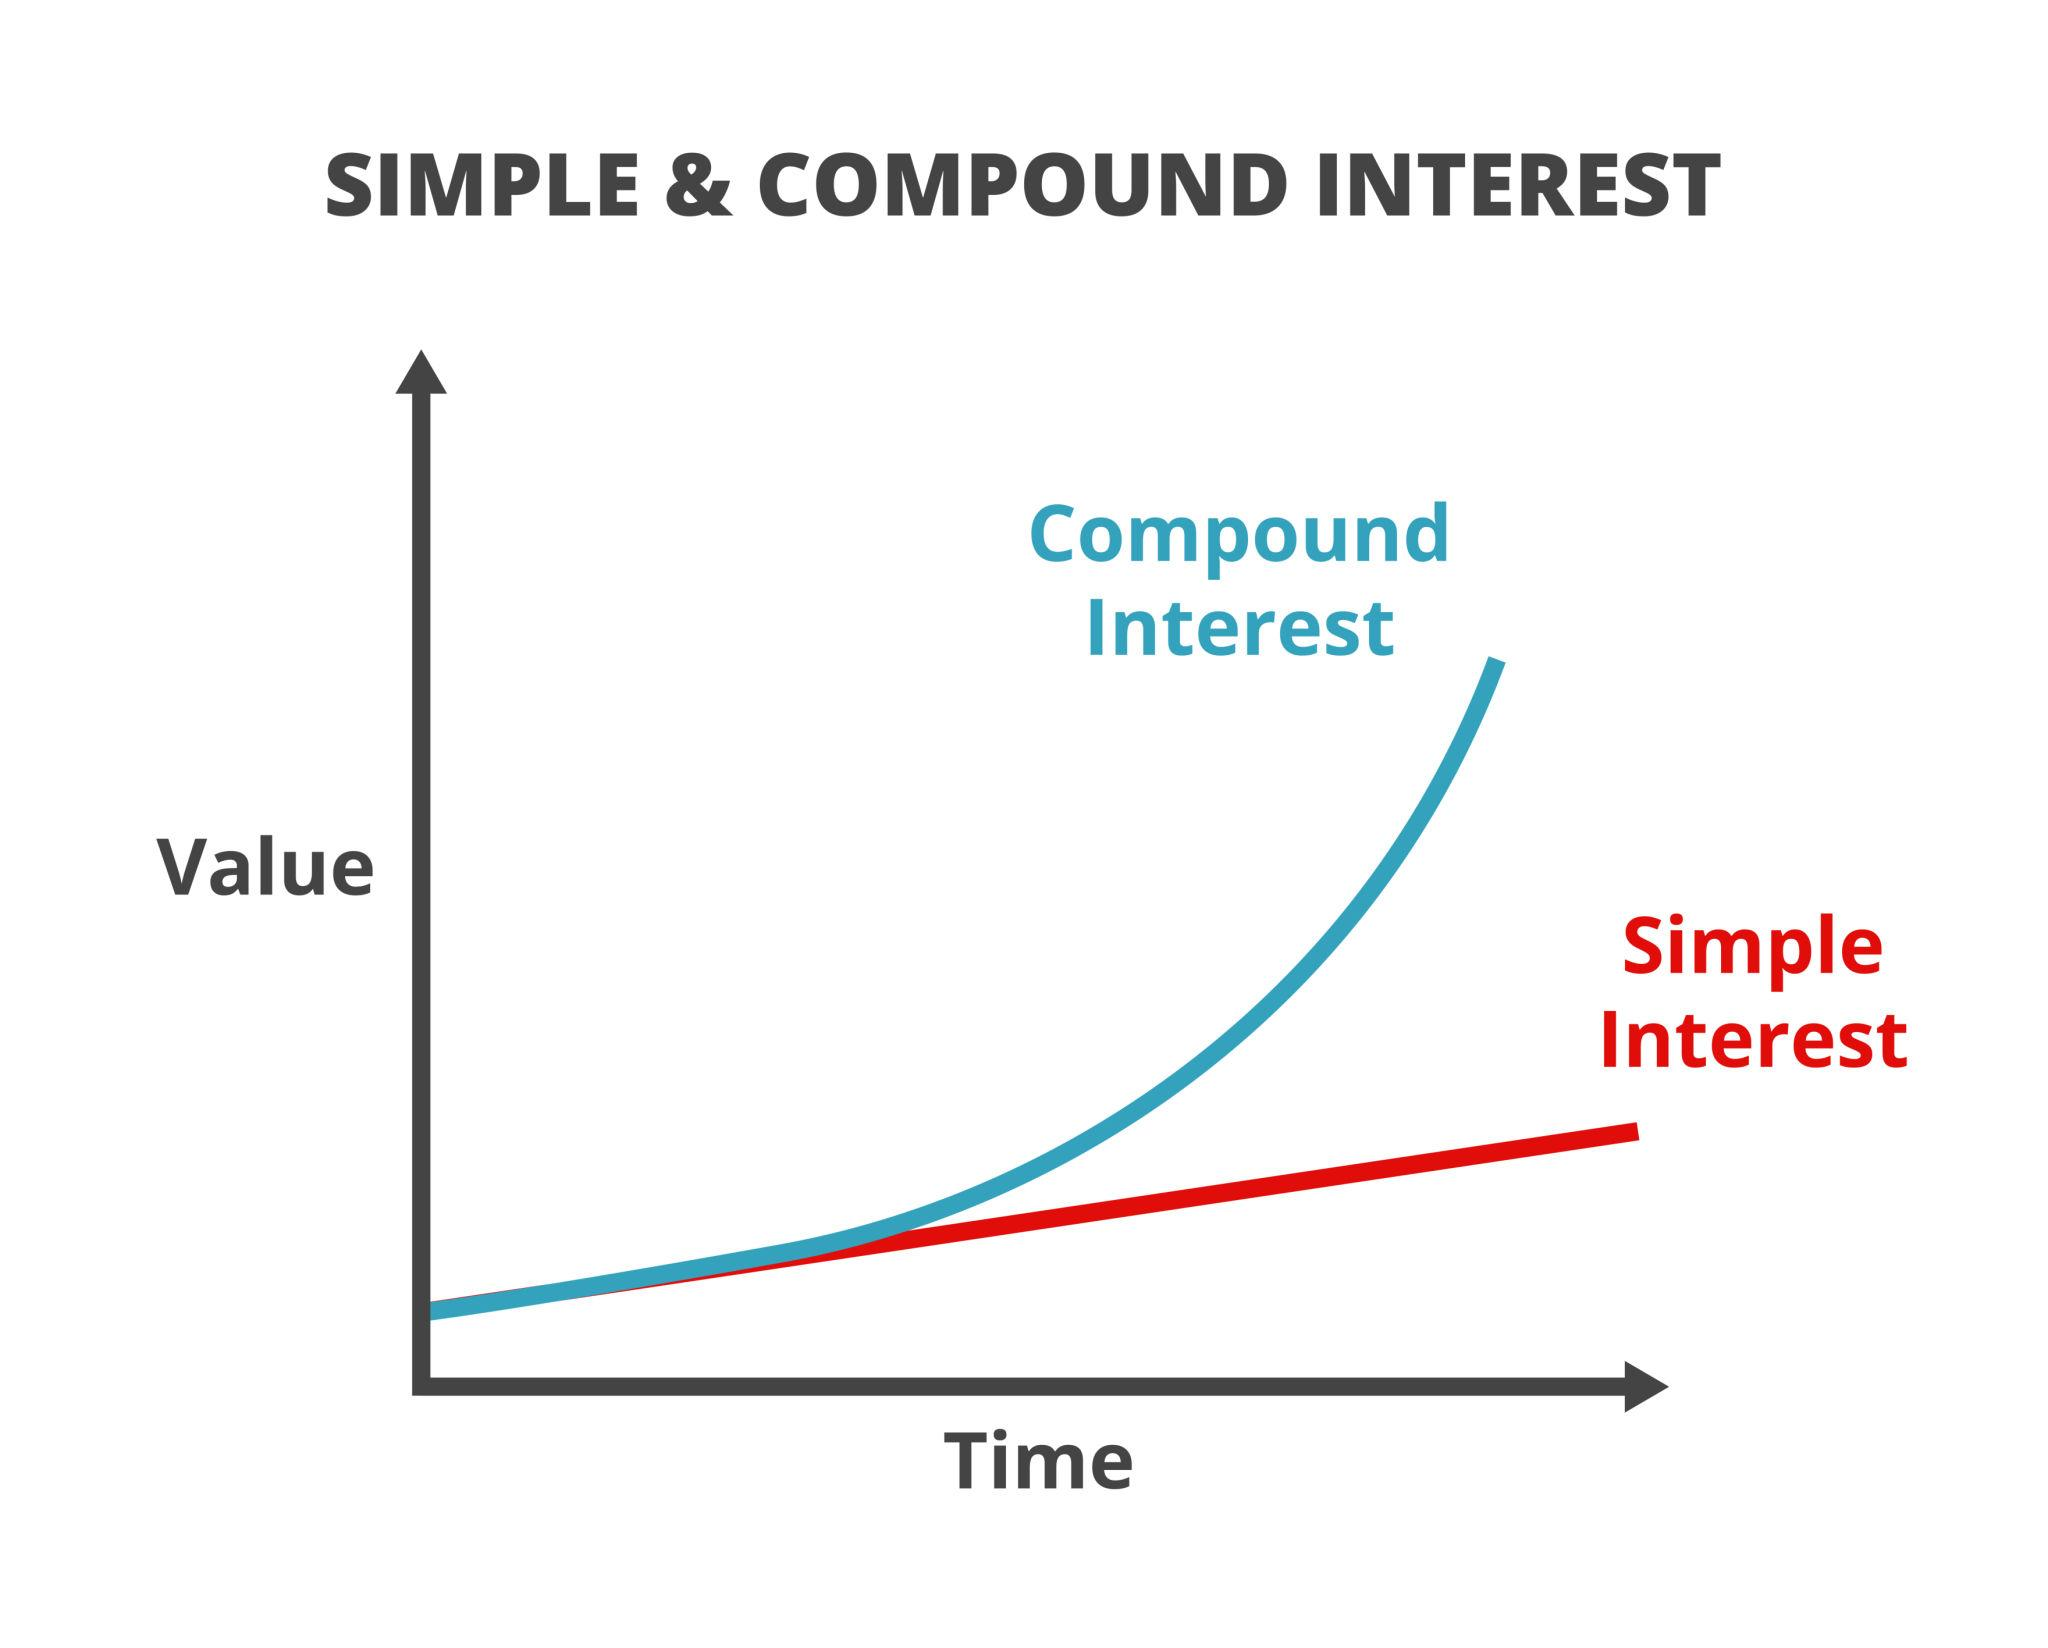 SIMPLE & COMPOUND INTEREST
Compound
Interest
Value
Simple
Interest
Time